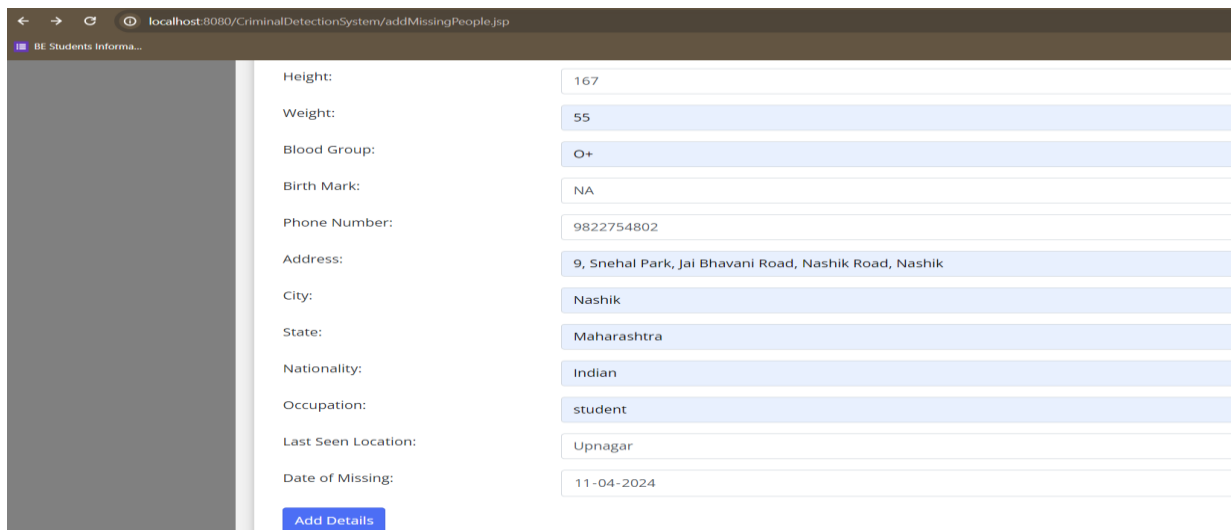 localhost:8080/CriminalDetectionSystem/addMissingPeople.jsp
BE Students Informa...
Height: 167
Weight: 55
Blood Group: O+
Birth Mark: NA
Phone Number: 9822754802
Address: 9, Snehal Park, Jai Bhavani Road, Nashik Road, Nashik
City: Nashik
State: Maharashtra
Nationality: Indian
Occupation: student
Last Seen Location: Upnagar
Date of Missing: 11-04-2024
Add Details